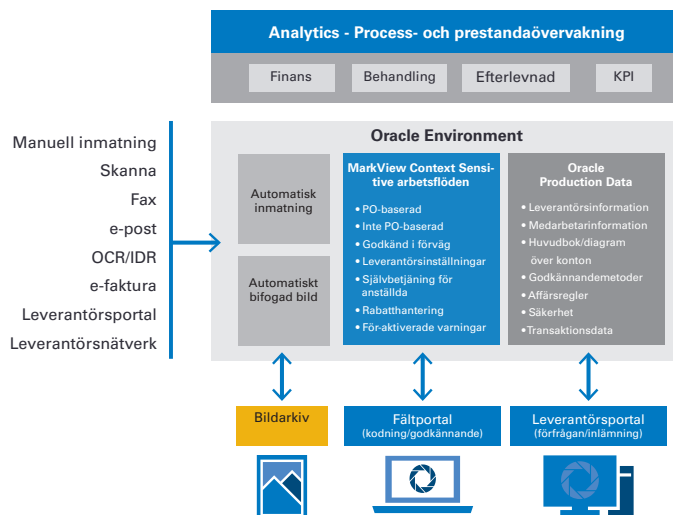 Analytics - Process- och prestandaövervakning
Finans
Behandling
Efterlevnad
KPI
Manuell inmatning
Skanna
Fax
e-post
OCR/IDR
e-faktura
Leverantörsportal
Leverantörsnätverk
Oracle Environment
Automatisk
inmatning
Automatiskt
bifogad bild
MarkView Context Sensi-
tive arbetsflöden
• PO-baserad
• Inte PO-baserad
• Godkänd i förväg
• Leverantörsinställningar
• Självbetjäning för
anställda
• Rabatthantering
• För-aktiverade varningar
Oracle
Production Data
• Leverantörsinformation
• Medarbetarinformation
• Huvudbok/diagram
över konton
• Godkännandemetoder
• Affärsregler
• Säkerhet
• Transaktionsdata
Bildarkiv
Fältportal
(kodning/godkännande)
Leverantörsportal
(förfrågan/inlämning)